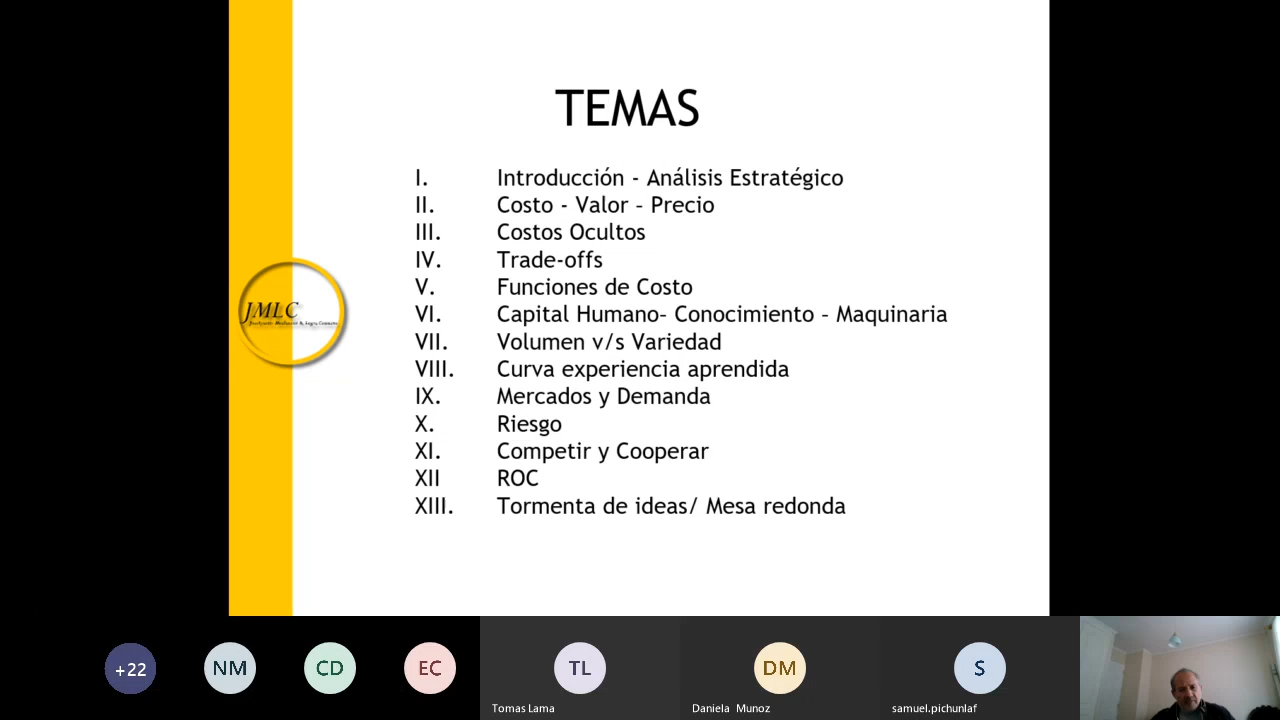 TEMAS
I. Introducción - Análisis Estratégico
II. Costo - Valor – Precio
III. Costos Ocultos
IV. Trade-offs
V. Funciones de Costo
VI. Capital Humano– Conocimiento – Maquinaria
VII. Volumen v/s Variedad
VIII. Curva experiencia aprendida
IX. Mercados y Demanda
X. Riesgo
XI. Competir y Cooperar
XII ROC
XIII. Tormenta de ideas/ Mesa redonda
JMLC
+22
NM
CD
EC
TL
DM
S
Tomas Lama
Daniela Munoz
samuel.pichunlaf